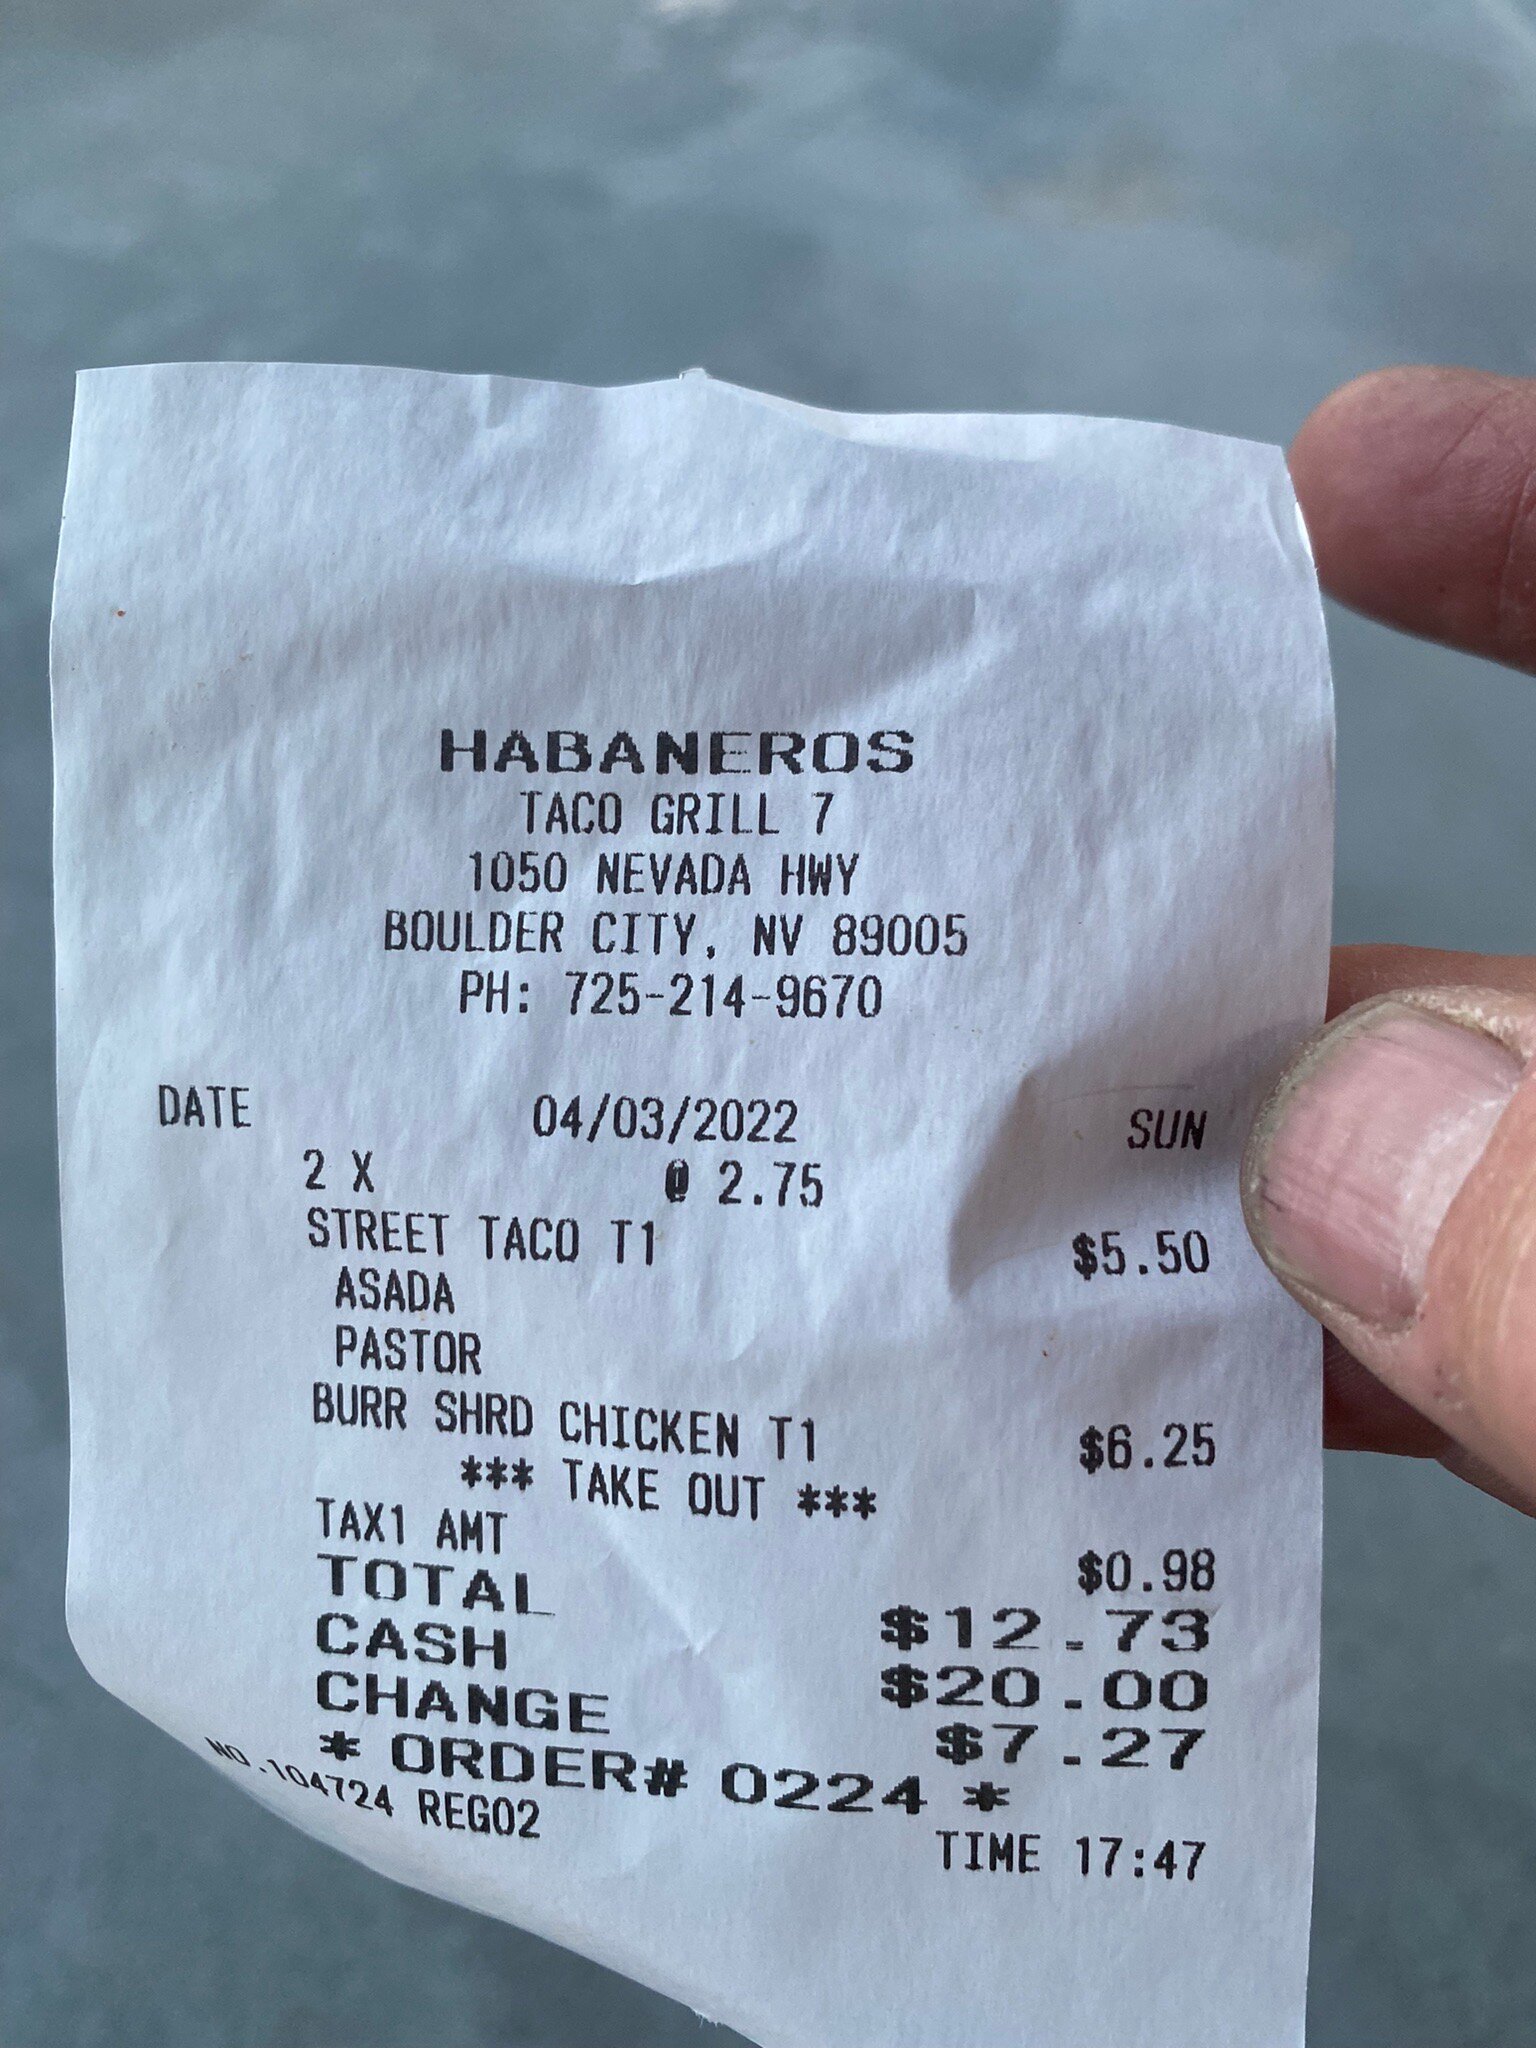 HABANEROS
TACO GRILL 7
1050 NEVADA HWY
BOULDER CITY, NV 89005
PH: 725-214-9670
DATE 04/03/2022 SUN
2 X @ 2.75
STREET TACO T1 $5.50
ASADA
PASTOR
BURR SHRD CHICKEN T1 $6.25
*** TAKE OUT ***
TAX1 AMT $0.98
TOTAL $12.73
CASH $20.00
CHANGE $7.27
* ORDER# 0224 *
NO.104724 REG02 TIME 17:47